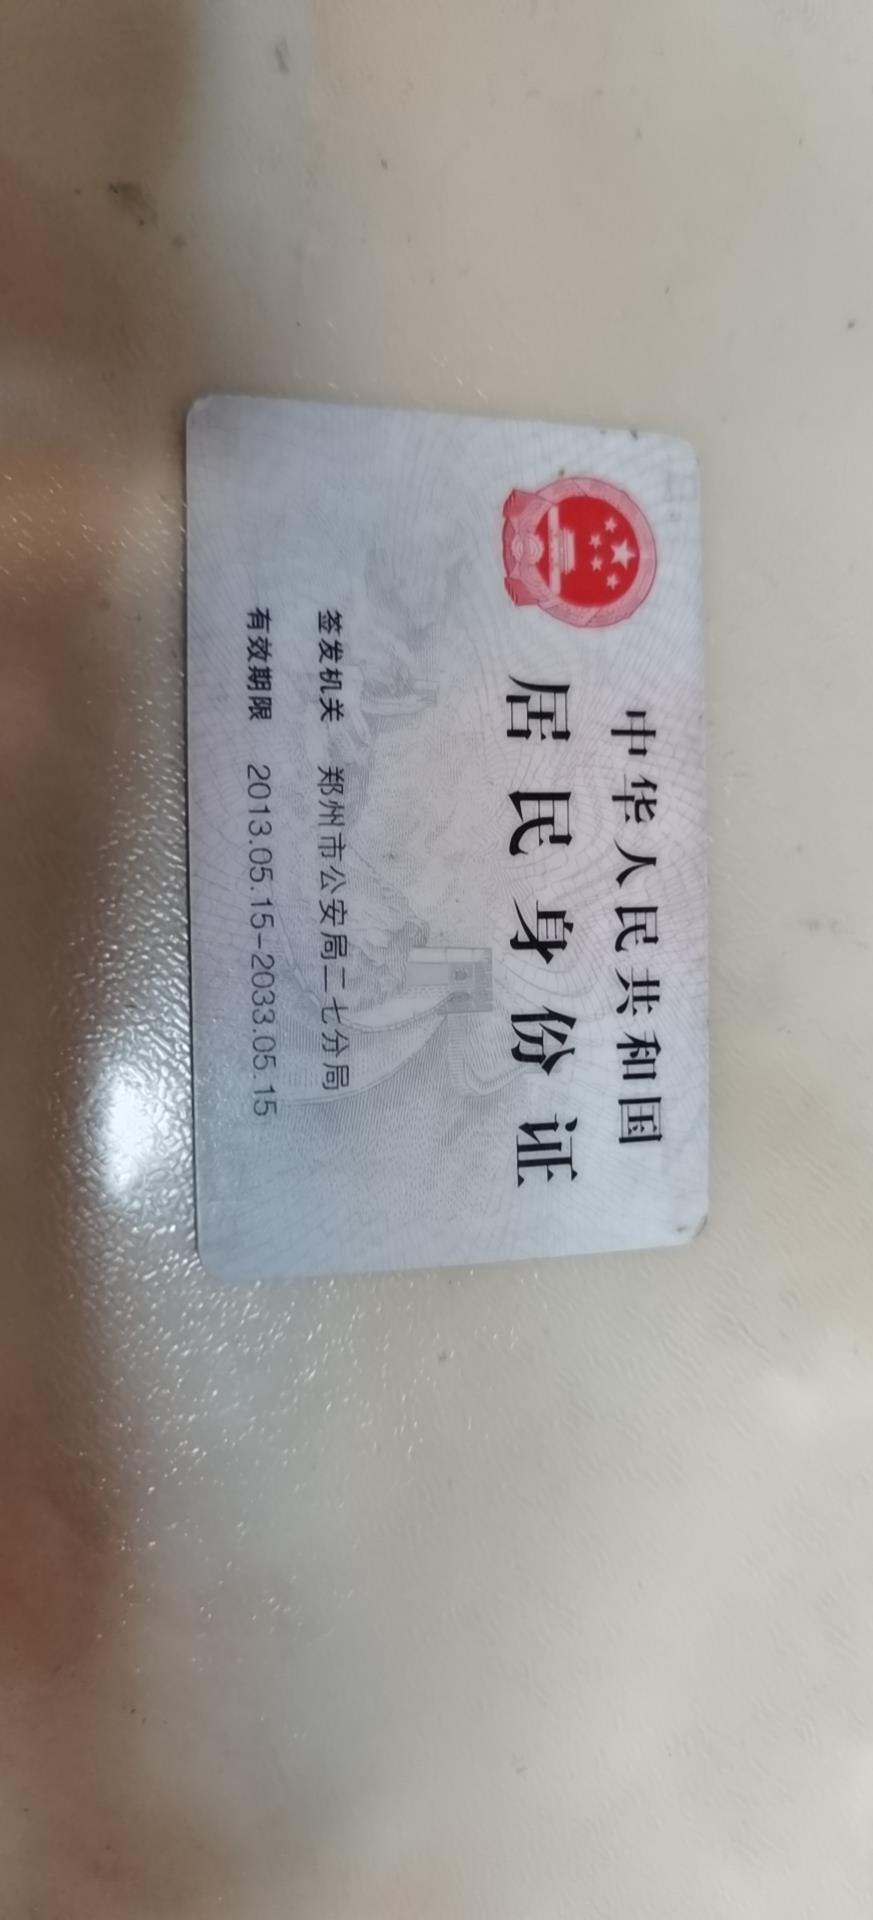 中华人民共和国
居民身份证
签发机关 郑州市公安局二七分局
有效期限 2013.05.15-2033.05.15